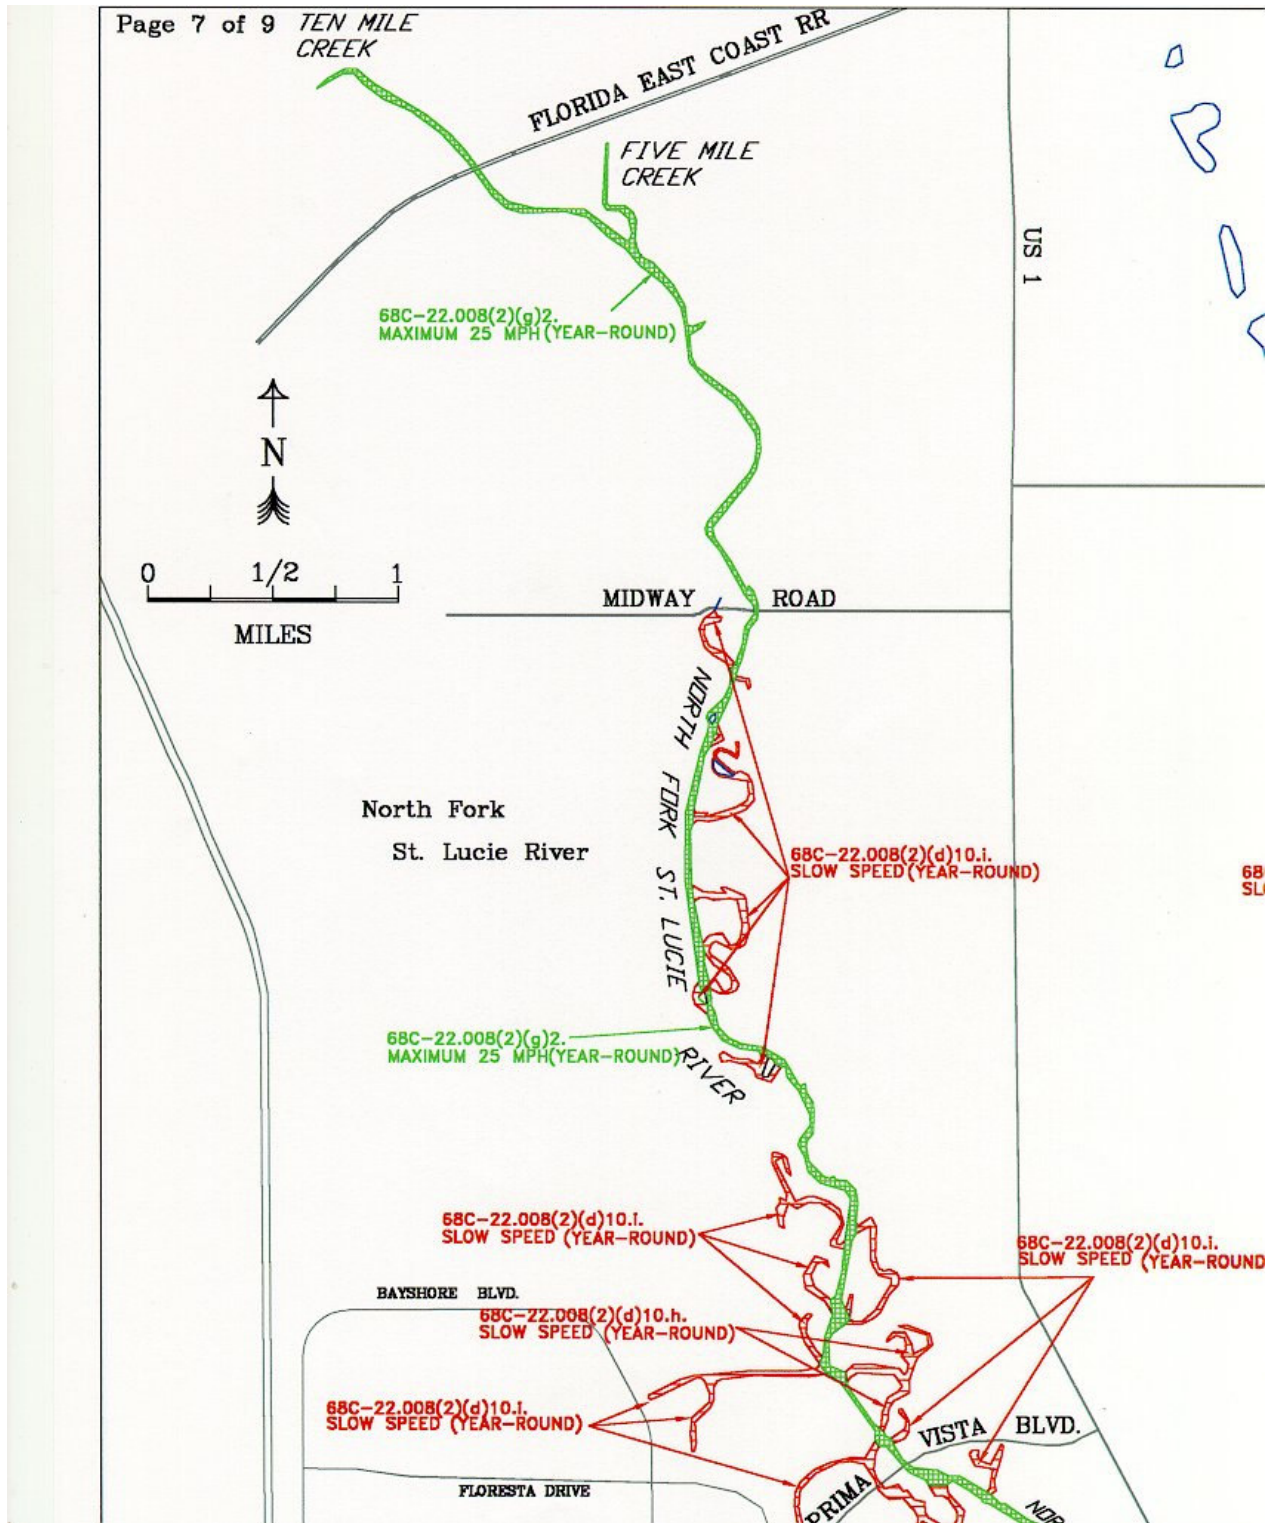 Page 7 of 9
TEN MILE
CREEK
FLORIDA EAST COAST RR
FIVE MILE
CREEK
US 1
68C-22.008(2)(g)2.
MAXIMUM 25 MPH (YEAR-ROUND)
N
0 1/2 1
MILES
MIDWAY ROAD
NORTH FORK ST. LUCIE RIVER
North Fork
St. Lucie River
68C-22.008(2)(d)10.i.
SLOW SPEED (YEAR-ROUND)
68
SL
68C-22.008(2)(g)2.
MAXIMUM 25 MPH(YEAR-ROUND)
68C-22.008(2)(d)10.i.
SLOW SPEED (YEAR-ROUND)
68C-22.008(2)(d)10.i.
SLOW SPEED (YEAR-ROUND
BAYSHORE BLVD.
68C-22.008(2)(d)10.h.
SLOW SPEED (YEAR-ROUND)
68C-22.008(2)(d)10.i.
SLOW SPEED (YEAR-ROUND)
PRIMA VISTA BLVD.
FLORESTA DRIVE
NOR